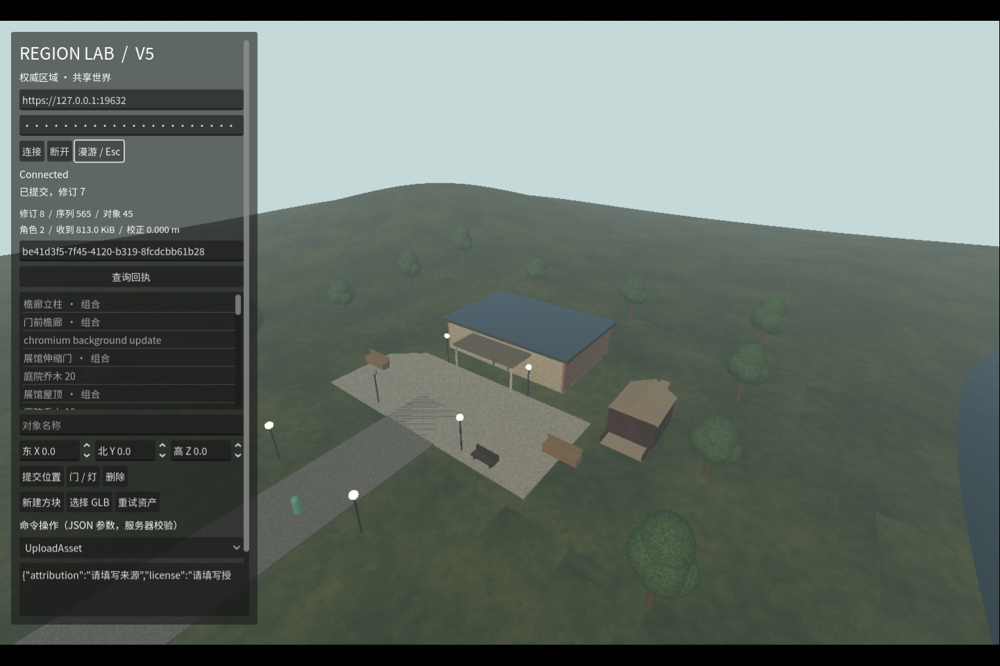 REGION LAB / V5
权威区域 · 共享世界
https://127.0.0.1:19632
连接 断开 漫游 / Esc
Connected
已提交，修订 7
修订 8 / 序列 565 / 对象 45
角色 2 / 收到 813.0 KiB / 校正 0.000 m
be41d3f5-7f45-4120-b319-8fcdcbb61b28
查询回执
檐廊立柱 · 组合
门前檐廊 · 组合
chromium background update
展馆伸缩门 · 组合
庭院乔木 20
展馆屋顶 · 组合
对象名称
东 X 0.0 北 Y 0.0 高 Z 0.0
提交位置 门 / 灯 删除
新建方块 选择 GLB 重试资产
命令操作（JSON 参数，服务器校验）
UploadAsset
{"attribution":"请填写来源","license":"请填写授